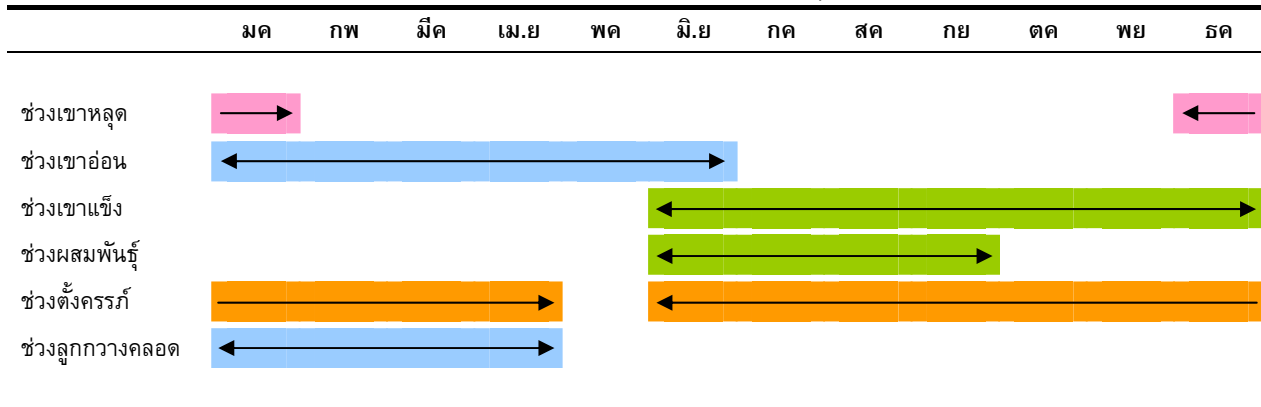 มค กพ มีค เม.ย พค มิ.ย กค สค กย ตค พย ธค
ช่วงเขาหลุด
ช่วงเขาอ่อน
ช่วงเขาแข็ง
ช่วงผสมพันธุ์
ช่วงตั้งครรภ์
ช่วงลูกกวางคลอด